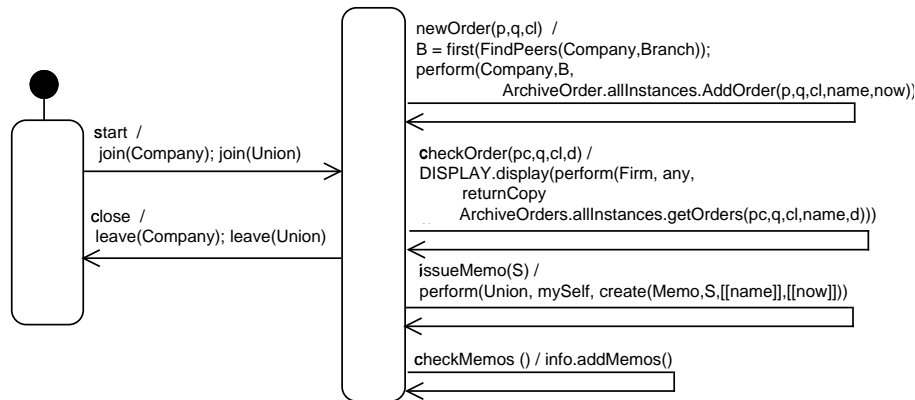 newOrder(p,q,cl) /
B = first(FindPeers(Company,Branch));
perform(Company,B,
ArchiveOrder.allInstances.AddOrder(p,q,cl,name,now))
start /
join(Company); join(Union)
checkOrder(pc,q,cl,d) /
DISPLAY.display(perform(Firm, any,
returnCopy
ArchiveOrders.allInstances.getOrders(pc,q,cl,name,d)))
close /
leave(Company); leave(Union)
issueMemo(S) /
perform(Union, mySelf, create(Memo,S,[[name]],[[now]]))
checkMemos () / info.addMemos()